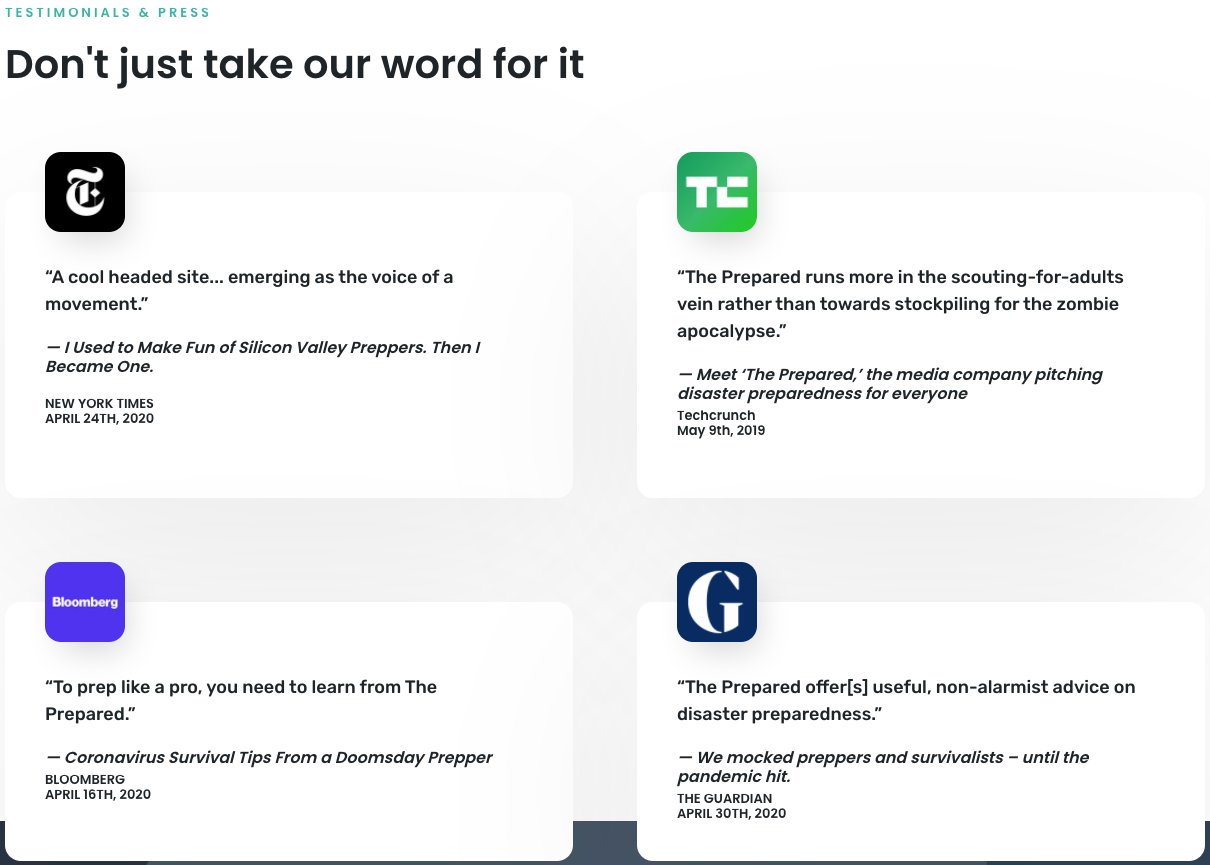 TESTIMONIALS & PRESS
Don't just take our word for it
“A cool headed site... emerging as the voice of a
movement.”
— I Used to Make Fun of Silicon Valley Preppers. Then I
Became One.
NEW YORK TIMES
APRIL 24TH, 2020
TC
“The Prepared runs more in the scouting-for-adults
vein rather than towards stockpiling for the zombie
apocalypse.”
— Meet ‘The Prepared,’ the media company pitching
disaster preparedness for everyone
Techcrunch
May 9th, 2019
Bloomberg
“To prep like a pro, you need to learn from The
Prepared.”
— Coronavirus Survival Tips From a Doomsday Prepper
BLOOMBERG
APRIL 16TH, 2020
G
“The Prepared offer[s] useful, non-alarmist advice on
disaster preparedness.”
— We mocked preppers and survivalists – until the
pandemic hit.
THE GUARDIAN
APRIL 30TH, 2020